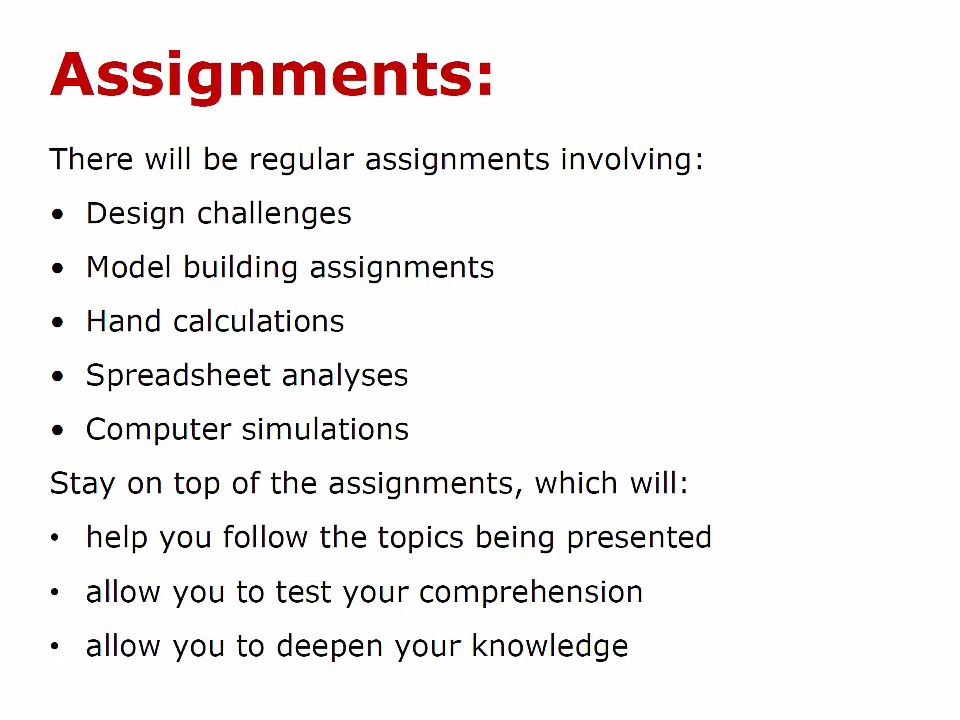 Assignments:
There will be regular assignments involving:
• Design challenges
• Model building assignments
• Hand calculations
• Spreadsheet analyses
• Computer simulations
Stay on top of the assignments, which will:
• help you follow the topics being presented
• allow you to test your comprehension
• allow you to deepen your knowledge